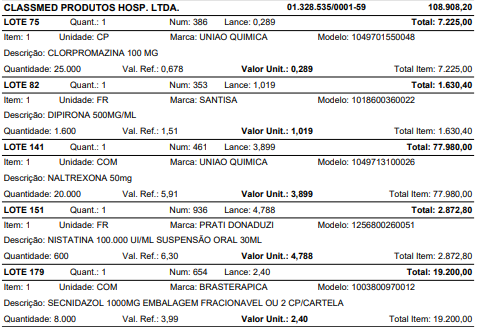 CLASSMED PRODUTOS HOSP. LTDA. 01.328.535/0001-59 108.908,20
LOTE 75 Quant.: 1 Num: 386 Lance: 0,289 Total: 7.225,00
Item: 1 Unidade: CP Marca: UNIAO QUIMICA Modelo: 1049701550048
Descrição: CLORPROMAZINA 100 MG
Quantidade: 25.000 Val. Ref.: 0,678 Valor Unit.: 0,289 Total Item: 7.225,00
LOTE 82 Quant.: 1 Num: 353 Lance: 1,019 Total: 1.630,40
Item: 1 Unidade: FR Marca: SANTISA Modelo: 1018600360022
Descrição: DIPIRONA 500MG/ML
Quantidade: 1.600 Val. Ref.: 1,51 Valor Unit.: 1,019 Total Item: 1.630,40
LOTE 141 Quant.: 1 Num: 461 Lance: 3,899 Total: 77.980,00
Item: 1 Unidade: COM Marca: UNIAO QUIMICA Modelo: 1049713100026
Descrição: NALTREXONA 50mg
Quantidade: 20.000 Val. Ref.: 5,91 Valor Unit.: 3,899 Total Item: 77.980,00
LOTE 151 Quant.: 1 Num: 936 Lance: 4,788 Total: 2.872,80
Item: 1 Unidade: FR Marca: PRATI DONADUZI Modelo: 1256800260051
Descrição: NISTATINA 100.000 UI/ML SUSPENSÃO ORAL 30ML
Quantidade: 600 Val. Ref.: 6,30 Valor Unit.: 4,788 Total Item: 2.872,80
LOTE 179 Quant.: 1 Num: 654 Lance: 2,40 Total: 19.200,00
Item: 1 Unidade: COM Marca: BRASTERAPICA Modelo: 1003800970012
Descrição: SECNIDAZOL 1000MG EMBALAGEM FRACIONAVEL OU 2 CP/CARTELA
Quantidade: 8.000 Val. Ref.: 3,99 Valor Unit.: 2,40 Total Item: 19.200,00